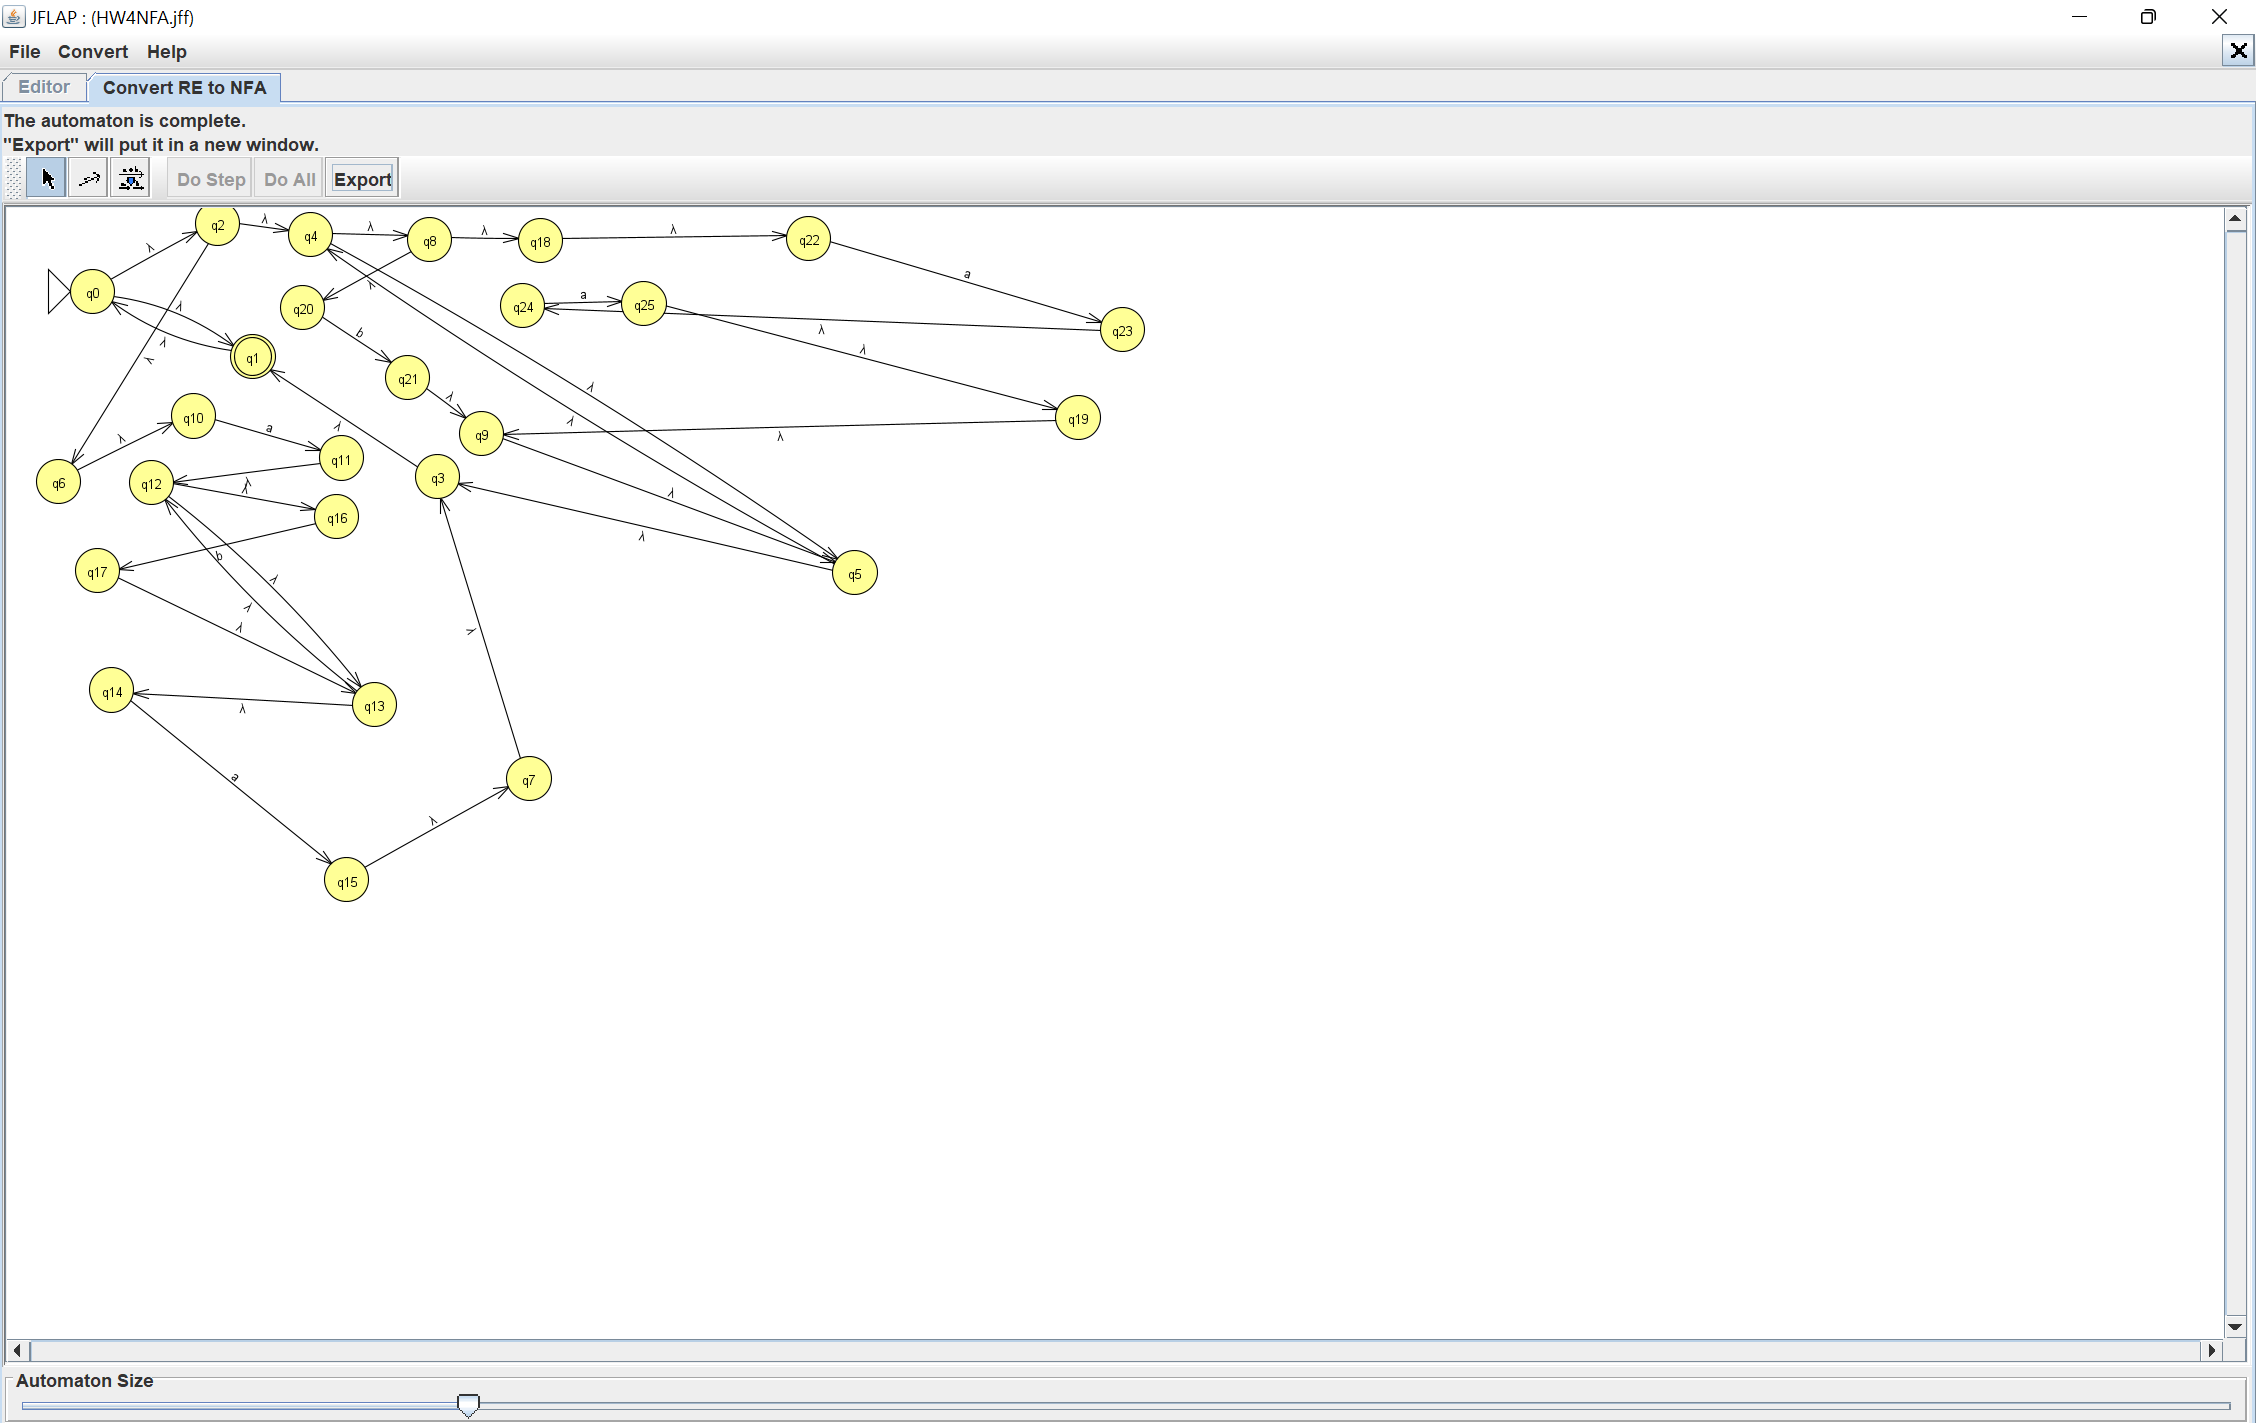 JFLAP : (HW4NFA.jff)
File Convert Help
Editor Convert RE to NFA
The automaton is complete.
"Export" will put it in a new window.
Do Step Do All Export
q2 λ q4 λ q8 λ q18 λ q22
λ
q0 λ q20 λ q24 a q25 a q23
λ λ λ
b
λ q1 q21 λ λ
q10 a λ q9 λ q19
λ q11 λ λ
q6 q12 λ q3 λ
λ q16
q17 b λ λ q5
λ
λ λ
q14 λ q13
a q7
λ
q15
Automaton Size